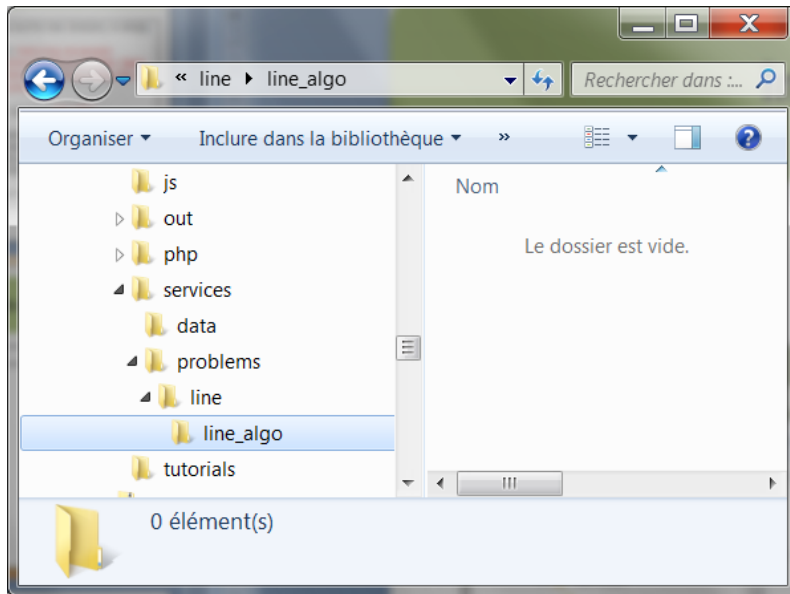 « line line_algo
Rechercher dans :...
Organiser Inclure dans la bibliothèque »
js
out
php
services
data
problems
line
line_algo
tutorials
Nom
Le dossier est vide.
0 élément(s)